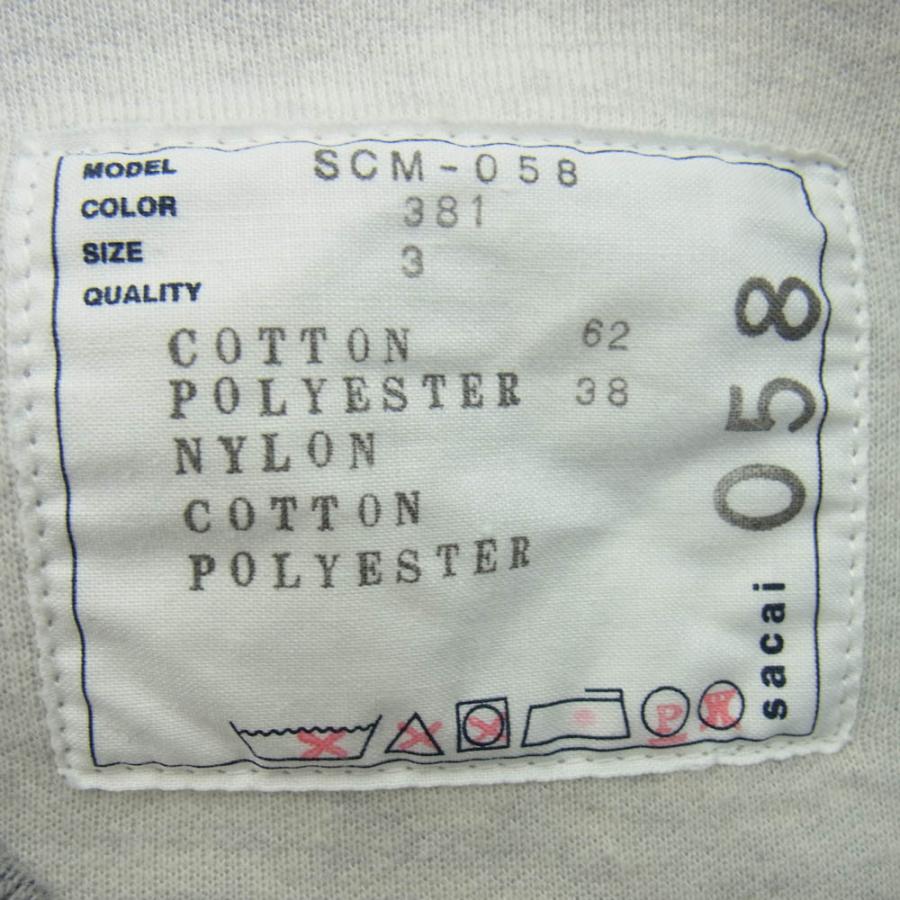 MODEL SCM-058
COLOR 381
SIZE 3
QUALITY
COTTON 62
POLYESTER 38
NYLON
COTTON
POLYESTER
P W
sacai 058